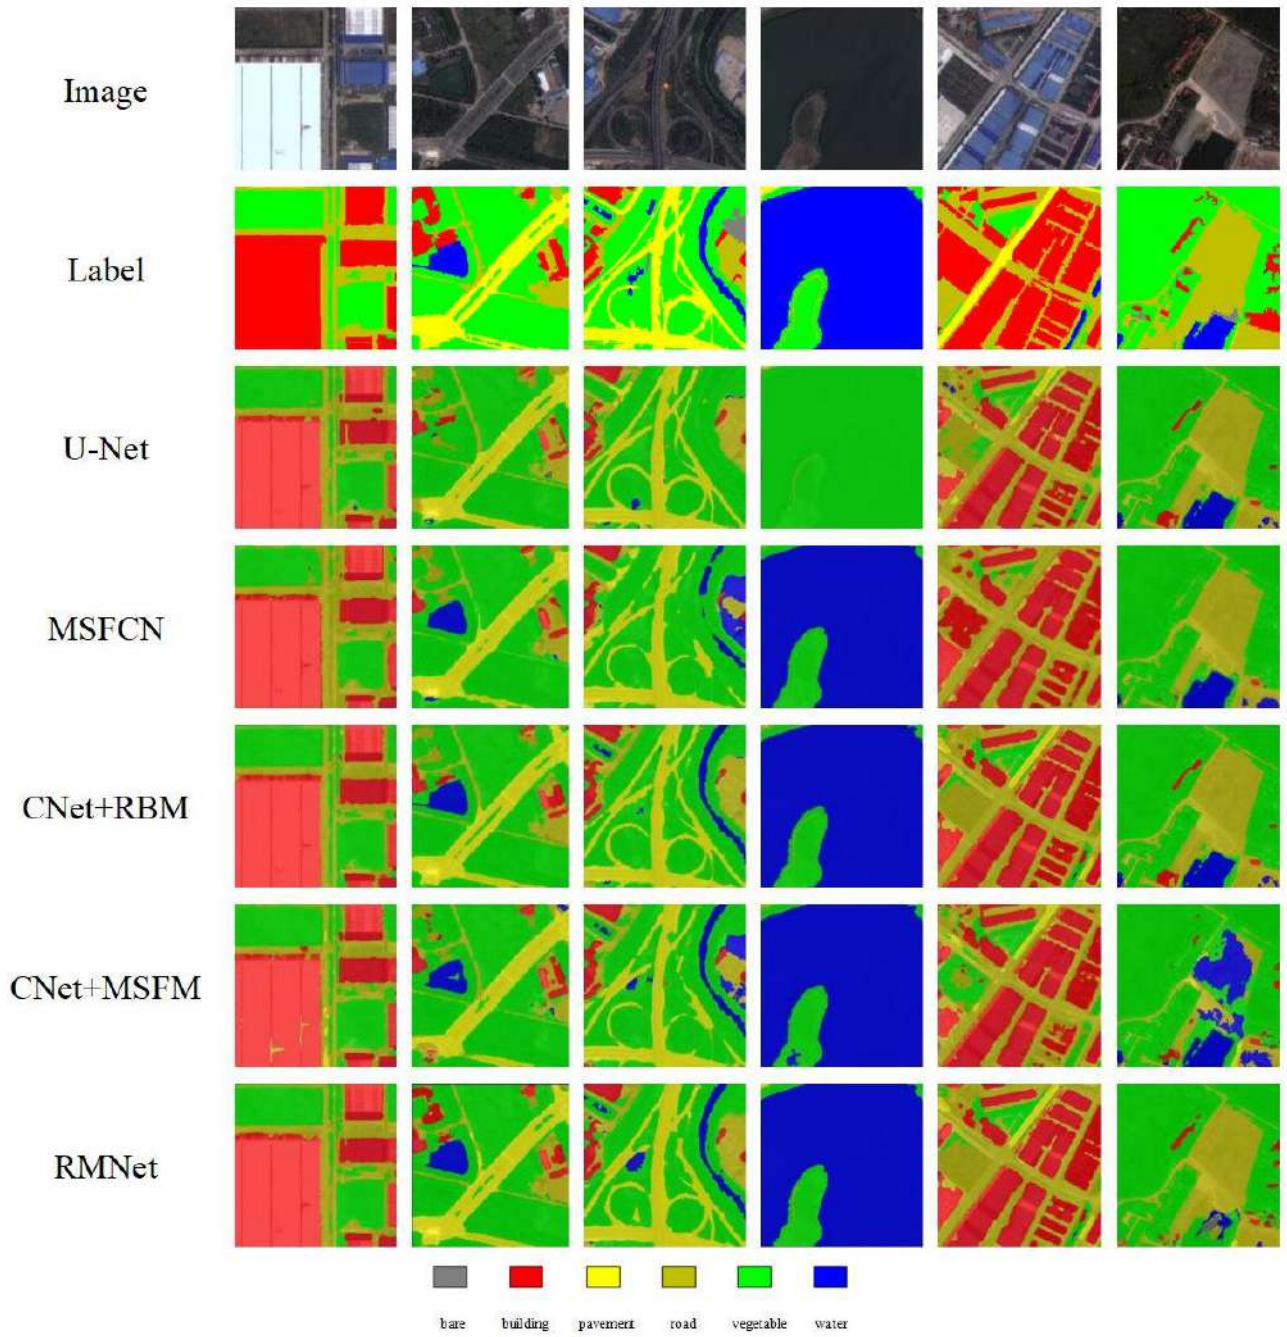 Image
Label
U-Net
MSFCN
CNet+RBM
CNet+MSFM
RMNet
bare building pavement road vegetable water